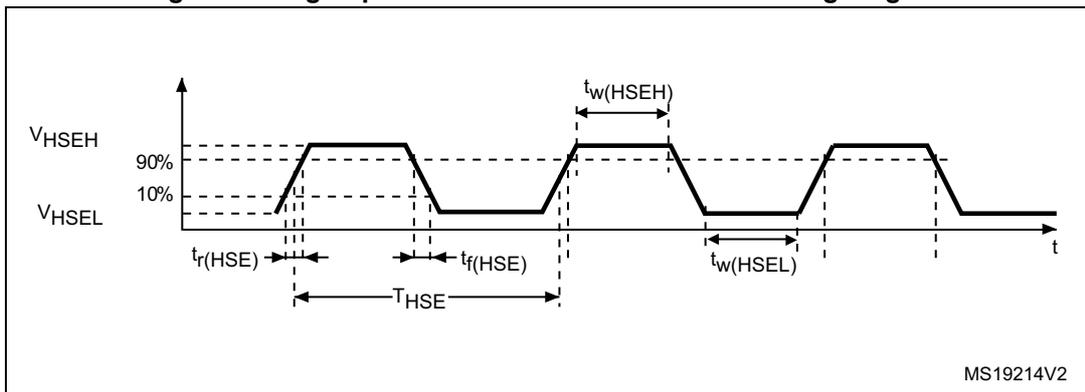 tw(HSEH)
VHSEH
90%
10%
VHSEL
tr(HSE)
tf(HSE)
tw(HSEL)
t
THSE
MS19214V2